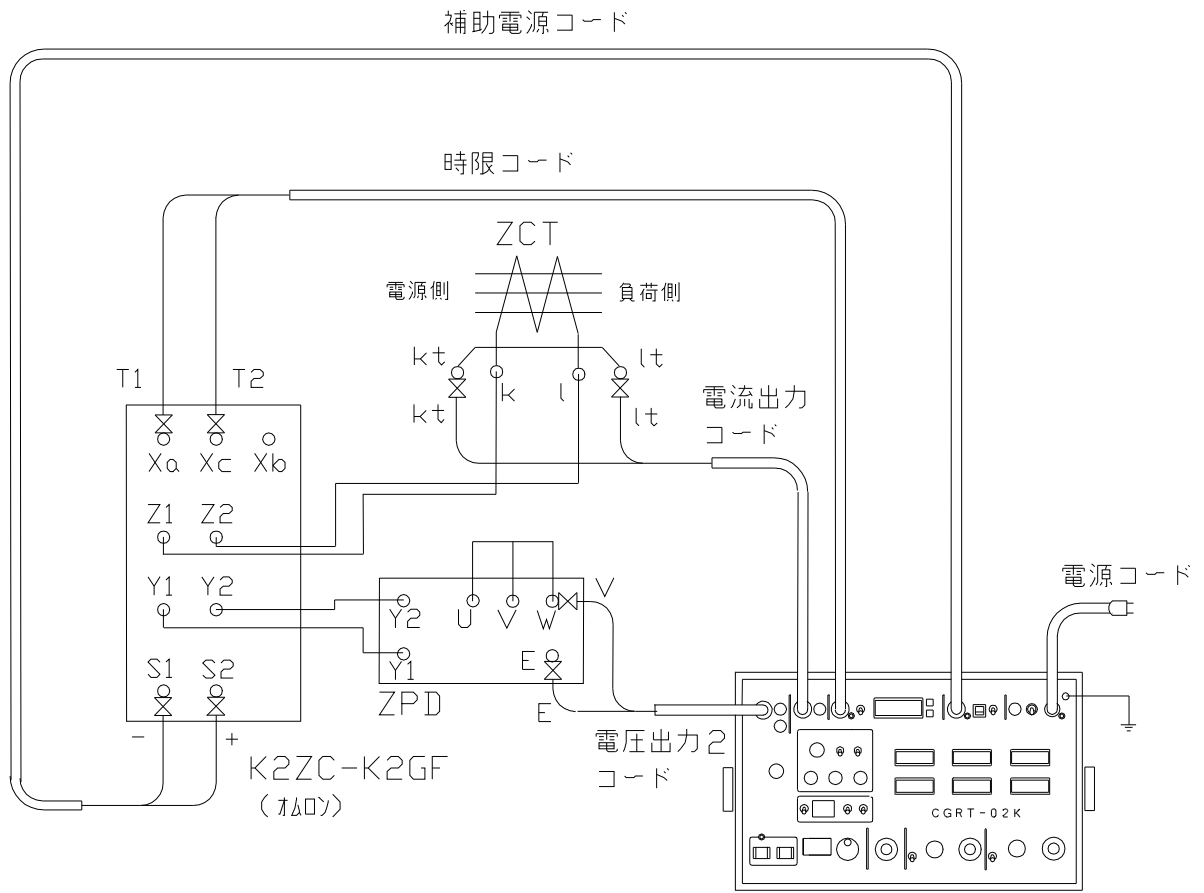 補助電源コード
時限コード
ZCT
電源側
負荷側
kt
lt
T1
T2
k
l
kt
lt
電流出力
コード
Xa
Xc
Xb
Z1
Z2
電源コード
Y1
Y2
V
Y2
U
V
W
S1
S2
Y1
E
ZPD
E
-
+
電圧出力2
コード
K2ZC-K2GF
(オムロン)
CGRT-02K